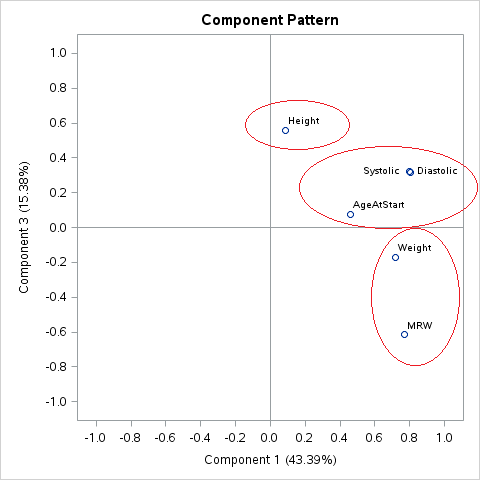 Component Pattern
1.0
0.8
0.6
0.4
0.2
0.0
-0.2
-0.4
-0.6
-0.8
-1.0
Component 3 (15.38%)
Height
Systolic Diastolic
AgeAtStart
Weight
MRW
-1.0 -0.8 -0.6 -0.4 -0.2 0.0 0.2 0.4 0.6 0.8 1.0
Component 1 (43.39%)